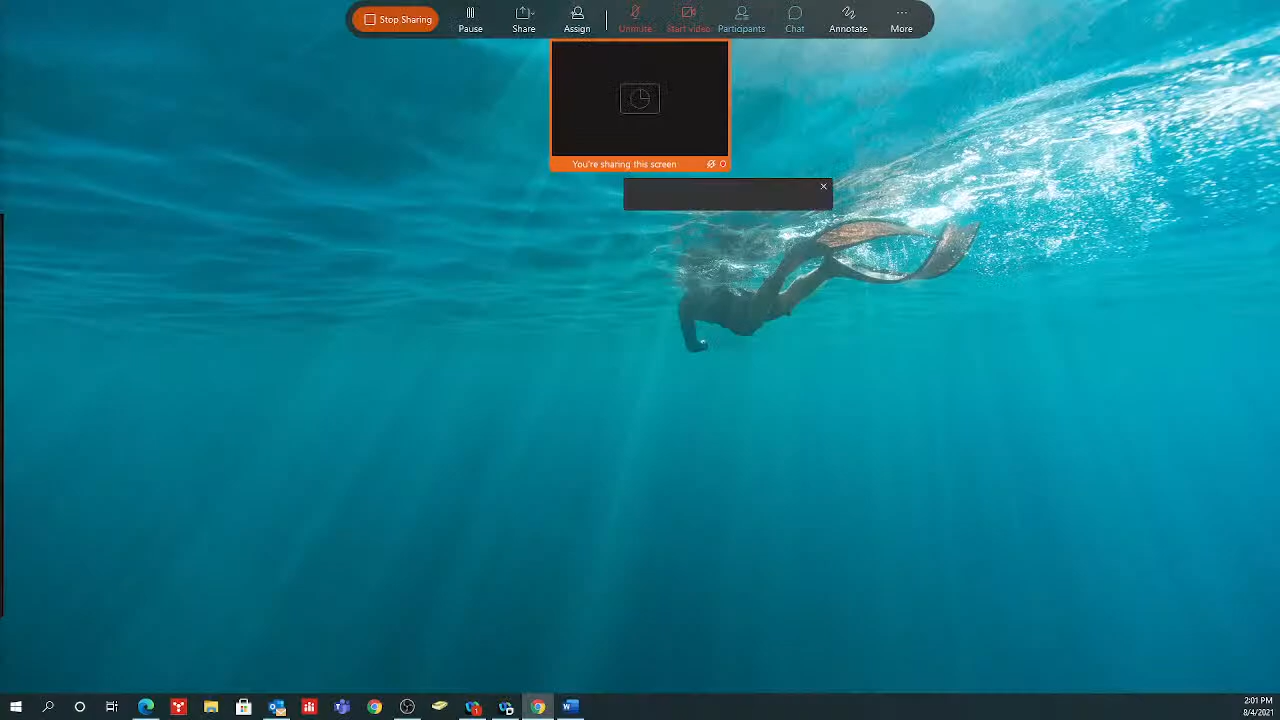 Stop Sharing
Pause
Share
Assign
Unmute
Start video
Participants
Chat
Annotate
More
You're sharing this screen
2:01 PM
8/4/2021